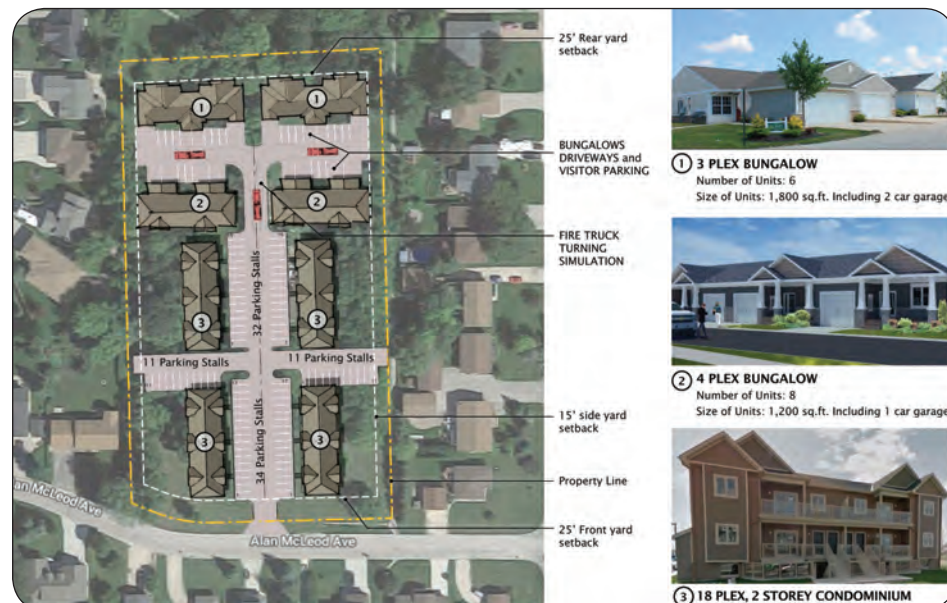 25' Rear yard
setback
BUNGALOWS
DRIVEWAYS and
VISITOR PARKING
FIRE TRUCK
TURNING
SIMULATION
15' side yard
setback
Property Line
25' Front yard
setback
1
1
2
2
3
3
3
3
32 Parking Stalls
11 Parking Stalls
11 Parking Stalls
34 Parking Stalls
an McLeod Ave
Alan McLeod Ave
1 3 PLEX BUNGALOW
Number of Units: 6
Size of Units: 1,800 sq.ft. Including 2 car garage
2 4 PLEX BUNGALOW
Number of Units: 8
Size of Units: 1,200 sq.ft. Including 1 car garage
3 18 PLEX, 2 STOREY CONDOMINIUM